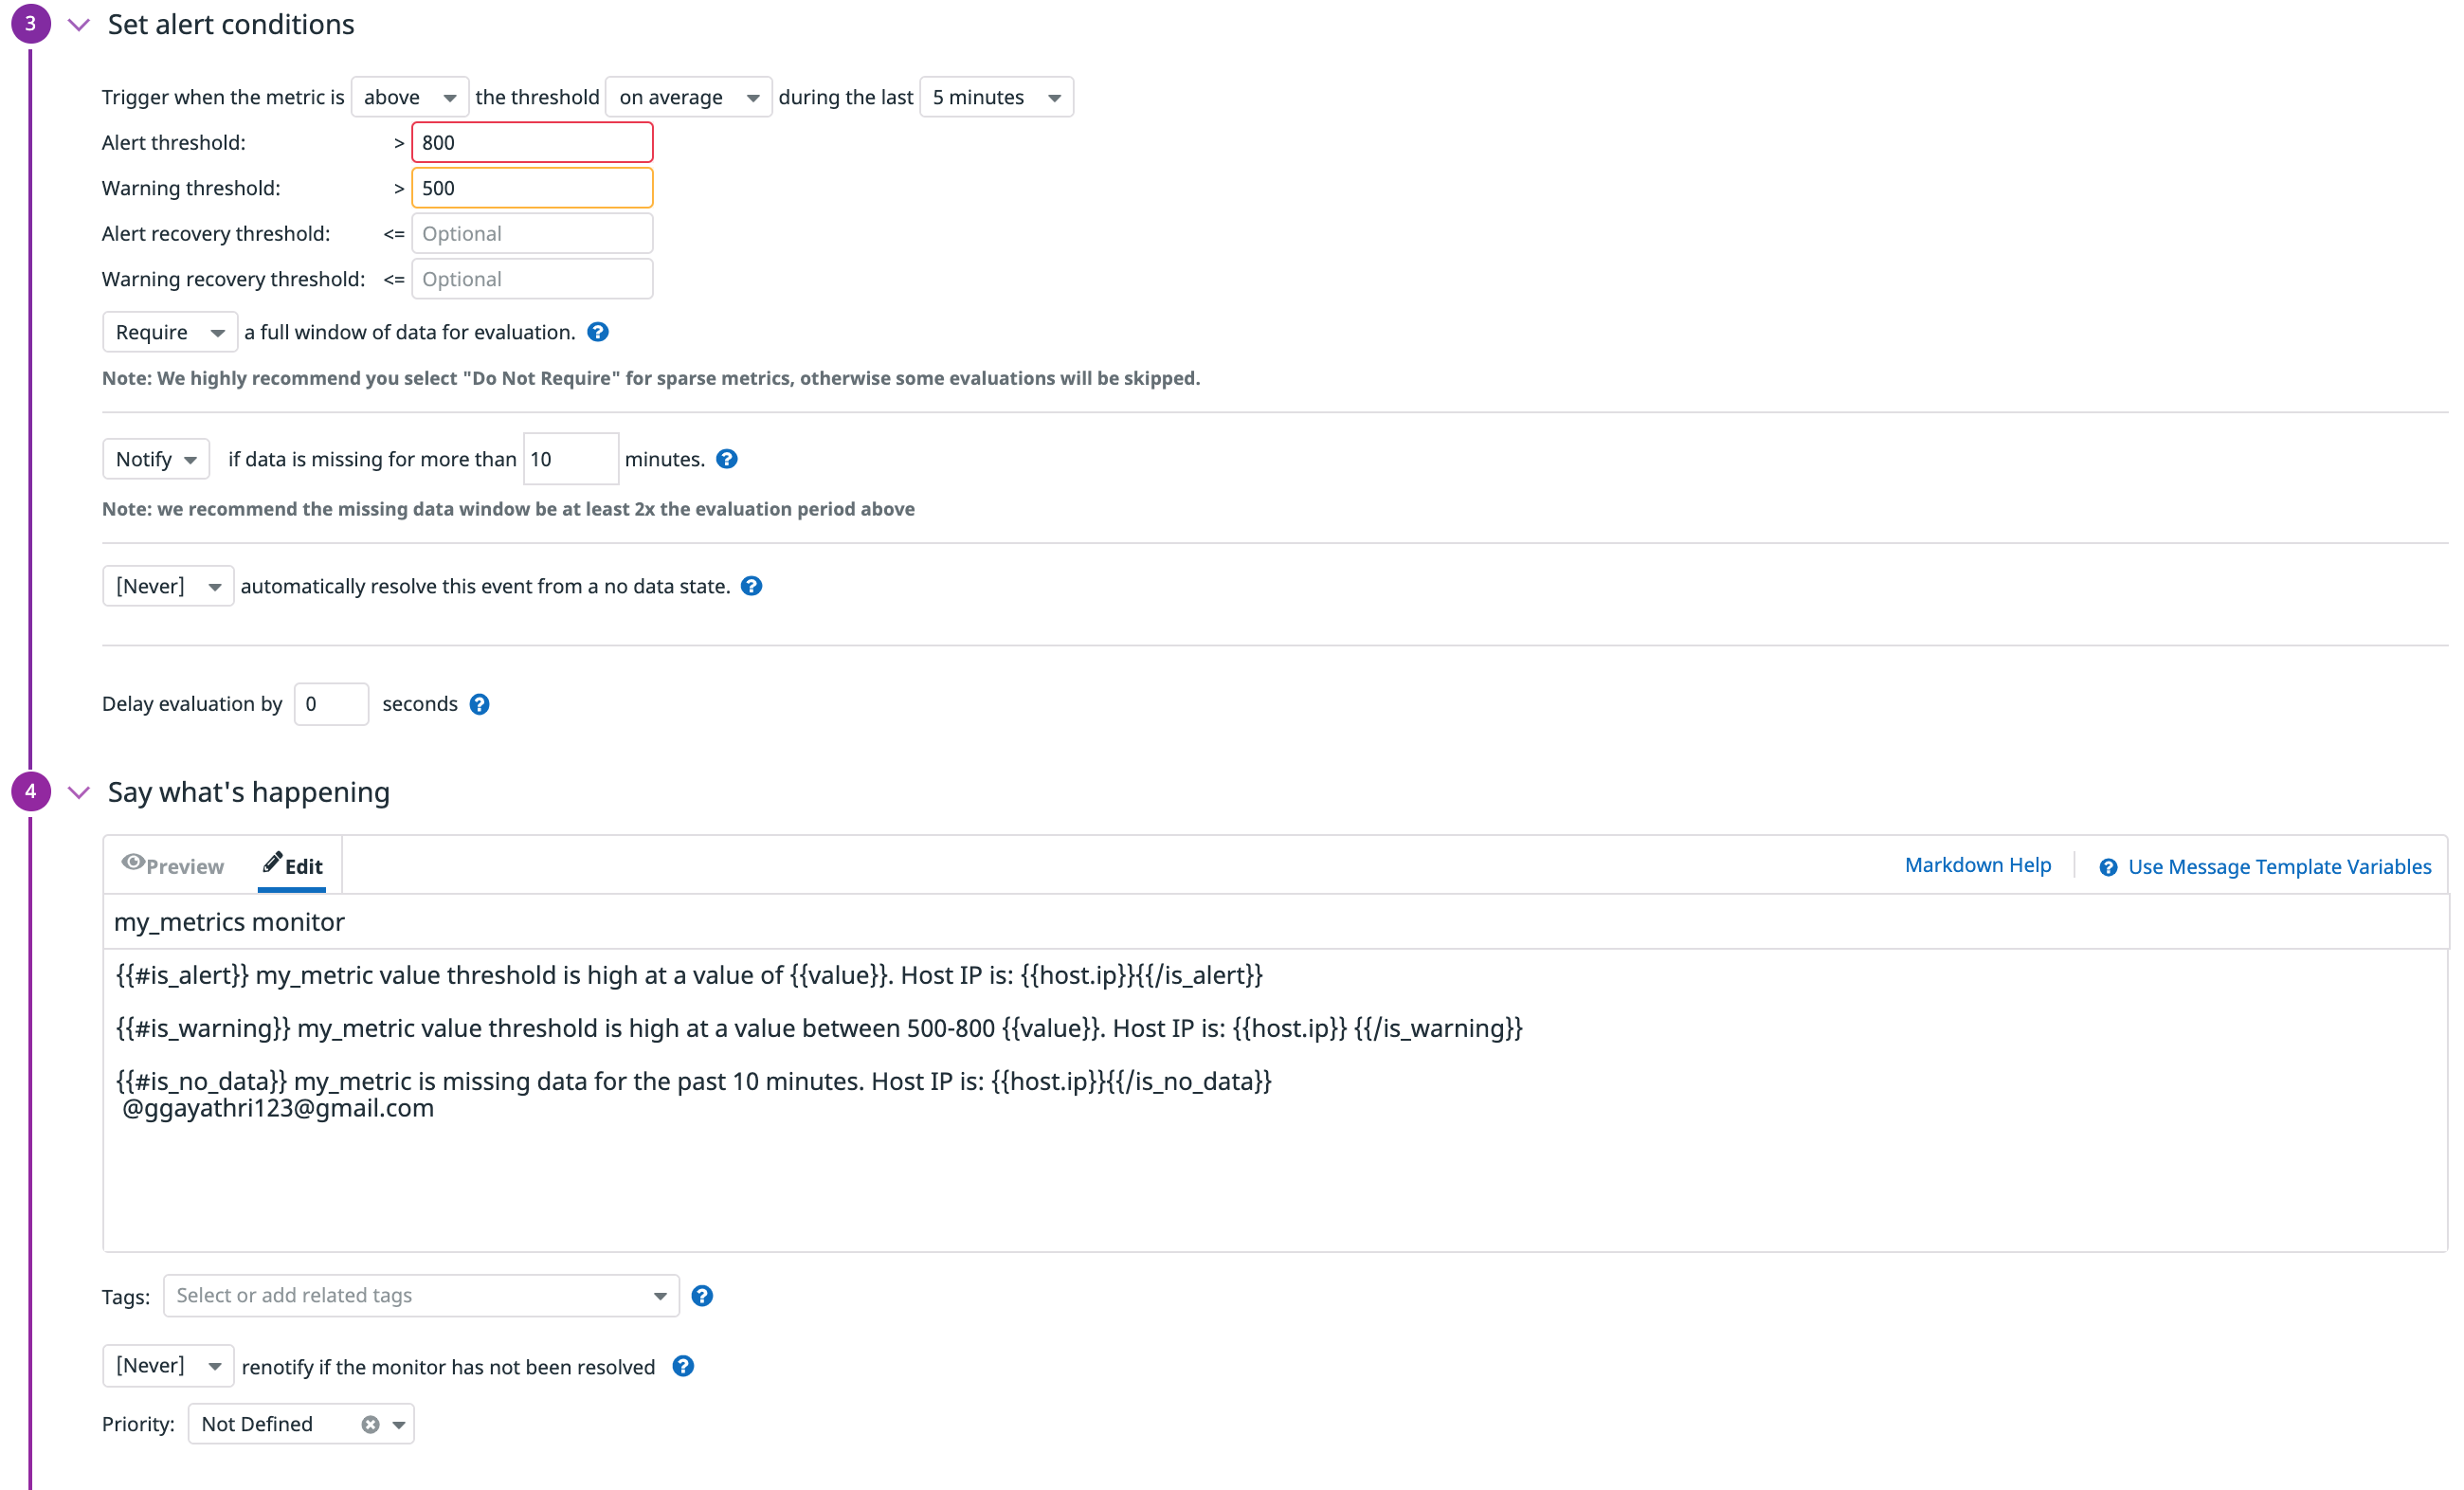 3 Set alert conditions
Trigger when the metric is above the threshold on average during the last 5 minutes
Alert threshold: > 800
Warning threshold: > 500
Alert recovery threshold: <= Optional
Warning recovery threshold: <= Optional
Require a full window of data for evaluation. ?
Note: We highly recommend you select "Do Not Require" for sparse metrics, otherwise some evaluations will be skipped.
Notify if data is missing for more than 10 minutes. ?
Note: we recommend the missing data window be at least 2x the evaluation period above
[Never] automatically resolve this event from a no data state. ?
Delay evaluation by 0 seconds ?
4 Say what's happening
Preview Edit Markdown Help ? Use Message Template Variables
my_metrics monitor
{{#is_alert}} my_metric value threshold is high at a value of {{value}}. Host IP is: {{host.ip}}{{/is_alert}}
{{#is_warning}} my_metric value threshold is high at a value between 500-800 {{value}}. Host IP is: {{host.ip}} {{/is_warning}}
{{#is_no_data}} my_metric is missing data for the past 10 minutes. Host IP is: {{host.ip}}{{/is_no_data}}
@ggayathri123@gmail.com
Tags: Select or add related tags ?
[Never] renotify if the monitor has not been resolved ?
Priority: Not Defined